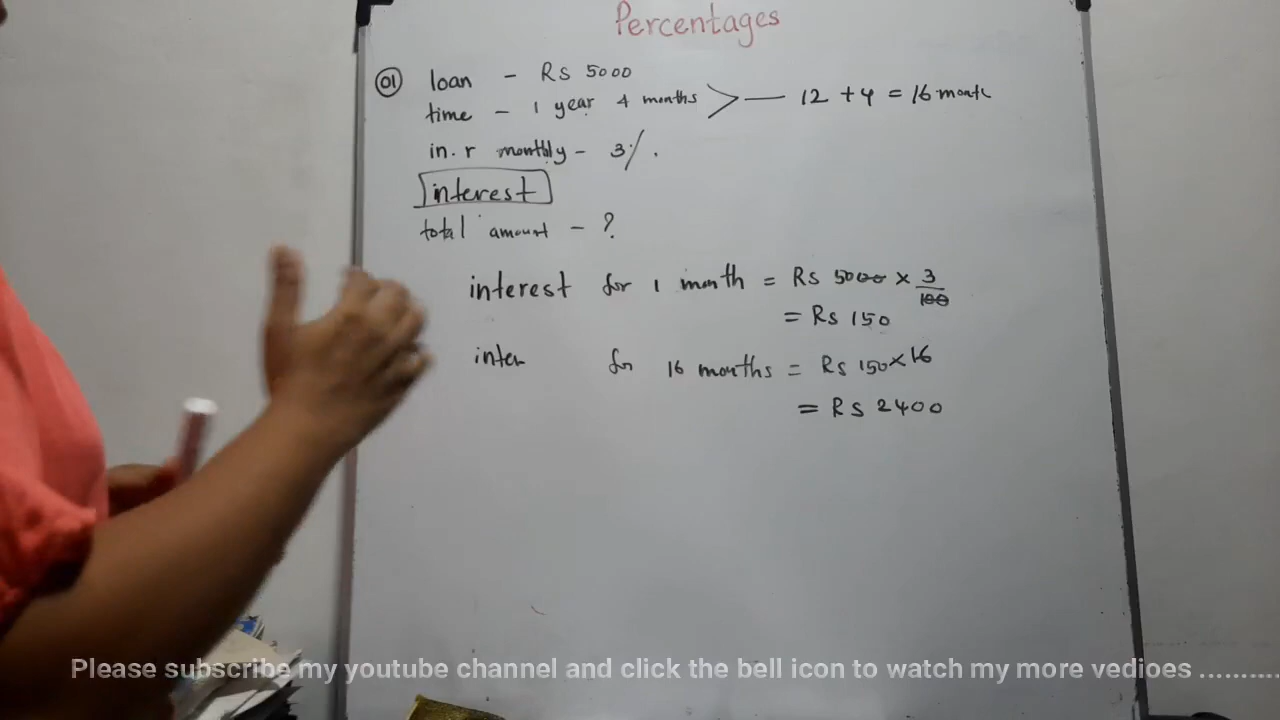 Percentages
01 loan - Rs 5000
time - 1 year 4 months > — 12 + 4 = 16 month
in.r monthly - 3%.
interest
total amount - ?
interest for 1 month = Rs 5000 × 3/100
= Rs 150
inter for 16 months = Rs 150×16
= Rs 2400
Please subscribe my youtube channel and click the bell icon to watch my more vedioes ..........